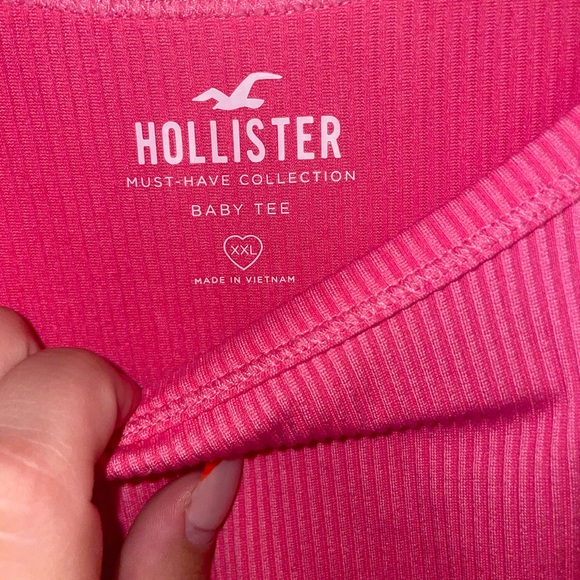 HOLLISTER
MUST-HAVE COLLECTION
BABY TEE
XXL
MADE IN VIETNAM